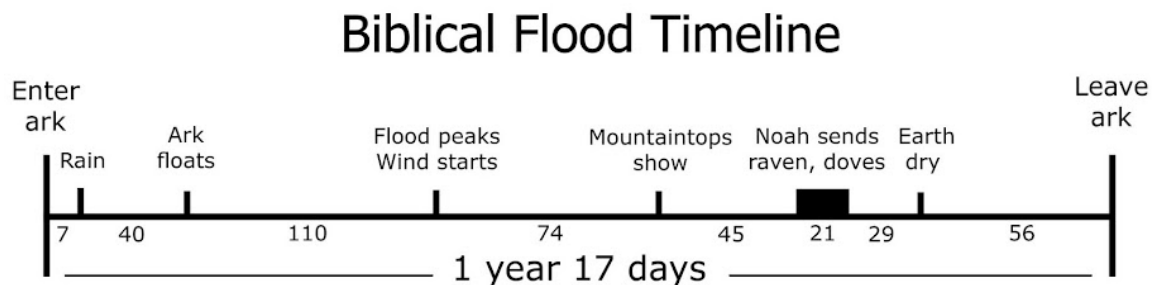 Biblical Flood Timeline
Enter
ark
Rain
Ark
floats
Flood peaks
Wind starts
Mountaintops
show
Noah sends
raven, doves
Earth
dry
Leave
ark
7 40 110 74 45 21 29 56
1 year 17 days